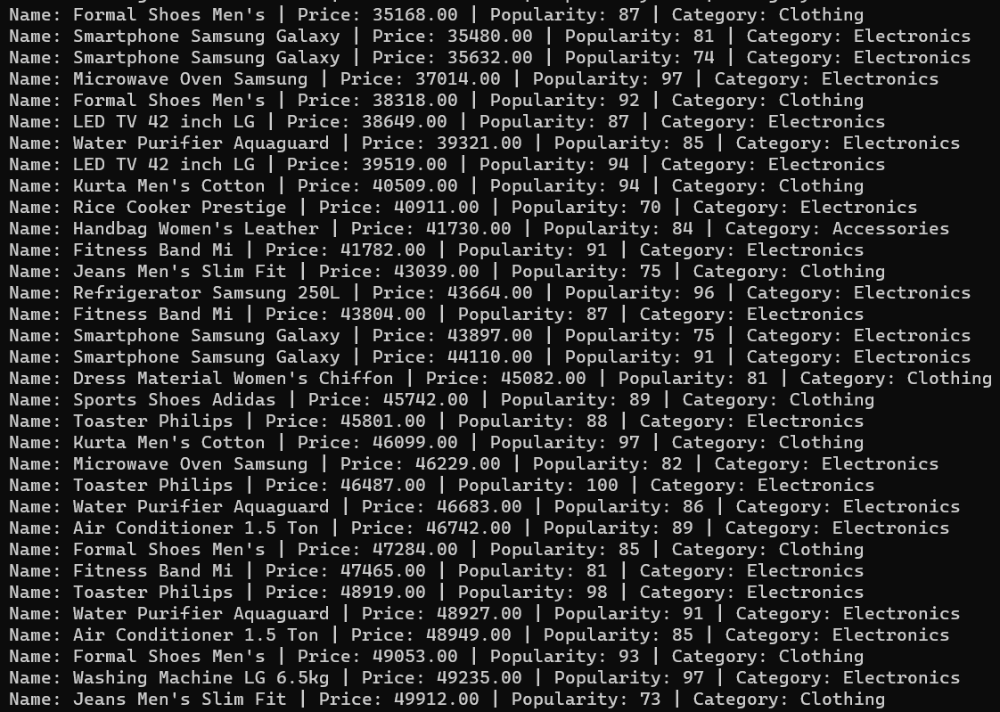 Name: Formal Shoes Men's | Price: 35168.00 | Popularity: 87 | Category: Clothing
Name: Smartphone Samsung Galaxy | Price: 35480.00 | Popularity: 81 | Category: Electronics
Name: Smartphone Samsung Galaxy | Price: 35632.00 | Popularity: 74 | Category: Electronics
Name: Microwave Oven Samsung | Price: 37014.00 | Popularity: 97 | Category: Electronics
Name: Formal Shoes Men's | Price: 38318.00 | Popularity: 92 | Category: Clothing
Name: LED TV 42 inch LG | Price: 38649.00 | Popularity: 87 | Category: Electronics
Name: Water Purifier Aquaguard | Price: 39321.00 | Popularity: 85 | Category: Electronics
Name: LED TV 42 inch LG | Price: 39519.00 | Popularity: 94 | Category: Electronics
Name: Kurta Men's Cotton | Price: 40509.00 | Popularity: 94 | Category: Clothing
Name: Rice Cooker Prestige | Price: 40911.00 | Popularity: 70 | Category: Electronics
Name: Handbag Women's Leather | Price: 41730.00 | Popularity: 84 | Category: Accessories
Name: Fitness Band Mi | Price: 41782.00 | Popularity: 91 | Category: Electronics
Name: Jeans Men's Slim Fit | Price: 43039.00 | Popularity: 75 | Category: Clothing
Name: Refrigerator Samsung 250L | Price: 43664.00 | Popularity: 96 | Category: Electronics
Name: Fitness Band Mi | Price: 43804.00 | Popularity: 87 | Category: Electronics
Name: Smartphone Samsung Galaxy | Price: 43897.00 | Popularity: 75 | Category: Electronics
Name: Smartphone Samsung Galaxy | Price: 44110.00 | Popularity: 91 | Category: Electronics
Name: Dress Material Women's Chiffon | Price: 45082.00 | Popularity: 81 | Category: Clothing
Name: Sports Shoes Adidas | Price: 45742.00 | Popularity: 89 | Category: Clothing
Name: Toaster Philips | Price: 45801.00 | Popularity: 88 | Category: Electronics
Name: Kurta Men's Cotton | Price: 46099.00 | Popularity: 97 | Category: Clothing
Name: Microwave Oven Samsung | Price: 46229.00 | Popularity: 82 | Category: Electronics
Name: Toaster Philips | Price: 46487.00 | Popularity: 100 | Category: Electronics
Name: Water Purifier Aquaguard | Price: 46683.00 | Popularity: 86 | Category: Electronics
Name: Air Conditioner 1.5 Ton | Price: 46742.00 | Popularity: 89 | Category: Electronics
Name: Formal Shoes Men's | Price: 47284.00 | Popularity: 85 | Category: Clothing
Name: Fitness Band Mi | Price: 47465.00 | Popularity: 81 | Category: Electronics
Name: Toaster Philips | Price: 48919.00 | Popularity: 98 | Category: Electronics
Name: Water Purifier Aquaguard | Price: 48927.00 | Popularity: 91 | Category: Electronics
Name: Air Conditioner 1.5 Ton | Price: 48949.00 | Popularity: 85 | Category: Electronics
Name: Formal Shoes Men's | Price: 49053.00 | Popularity: 93 | Category: Clothing
Name: Washing Machine LG 6.5kg | Price: 49235.00 | Popularity: 97 | Category: Electronics
Name: Jeans Men's Slim Fit | Price: 49912.00 | Popularity: 73 | Category: Clothing